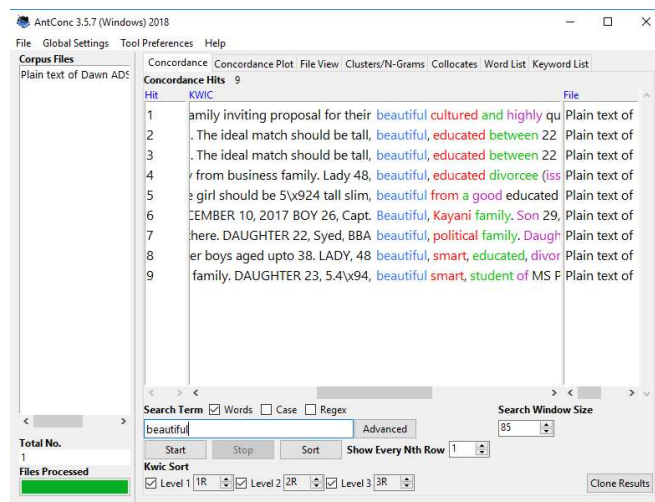 AntConc 3.5.7 (Windows) 2018
File Global Settings Tool Preferences Help
Corpus Files
Plain text of Dawn ADS
Concordance Concordance Plot File View Clusters/N-Grams Collocates Word List Keyword List
Concordance Hits 9
Hit KWIC File
1 amily inviting proposal for their beautiful cultured and highly qu Plain text of
2 . The ideal match should be tall, beautiful, educated between 22 Plain text of
3 . The ideal match should be tall, beautiful, educated between 22 Plain text of
4 from business family. Lady 48, beautiful, educated divorcee (iss Plain text of
5 girl should be 5\x924 tall slim, beautiful from a good educated Plain text of
6 CEMBER 10, 2017 BOY 26, Capt. Beautiful, Kayani family. Son 29, Plain text of
7 here. DAUGHTER 22, Syed, BBA beautiful, political family. Daugh Plain text of
8 er boys aged upto 38. LADY, 48 beautiful, smart, educated, divor Plain text of
9 family. DAUGHTER 23, 5.4\x94, beautiful smart, student of MS P Plain text of
Search Term Words Case Regex Search Window Size
beautiful Advanced 85
Total No.
1
Start Stop Sort Show Every Nth Row 1
Files Processed
Kwic Sort
Level 1 1R Level 2 2R Level 3 3R Clone Results